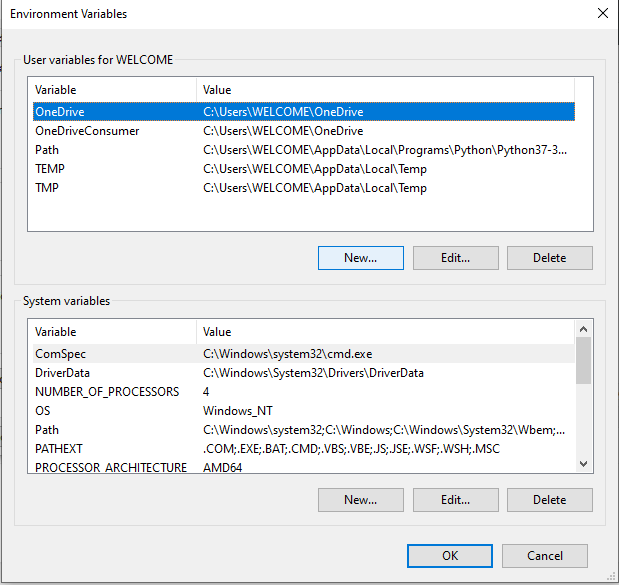 Environment Variables
User variables for WELCOME
Variable Value
OneDrive C:\Users\WELCOME\OneDrive
OneDriveConsumer C:\Users\WELCOME\OneDrive
Path C:\Users\WELCOME\AppData\Local\Programs\Python\Python37-3...
TEMP C:\Users\WELCOME\AppData\Local\Temp
TMP C:\Users\WELCOME\AppData\Local\Temp
New... Edit... Delete
System variables
Variable Value
ComSpec C:\Windows\system32\cmd.exe
DriverData C:\Windows\System32\Drivers\DriverData
NUMBER_OF_PROCESSORS 4
OS Windows_NT
Path C:\Windows\system32;C:\Windows;C:\Windows\System32\Wbem;...
PATHEXT .COM;.EXE;.BAT;.CMD;.VBS;.VBE;.JS;.JSE;.WSF;.WSH;.MSC
PROCESSOR_ARCHITECTURE AMD64
New... Edit... Delete
OK Cancel